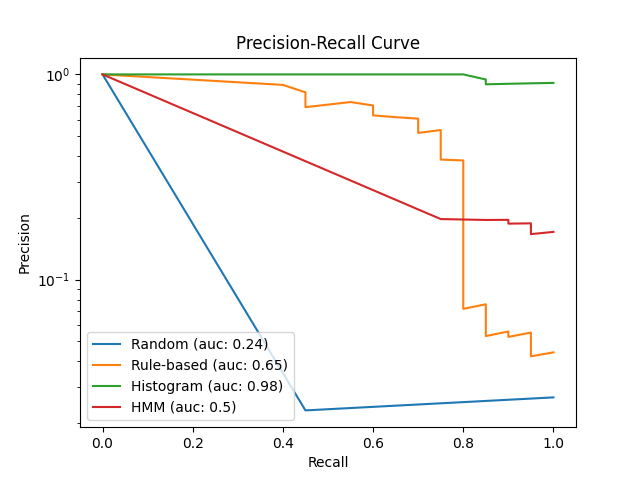 Precision-Recall Curve
10⁰
10⁻¹
Precision
Random (auc: 0.24)
Rule-based (auc: 0.65)
Histogram (auc: 0.98)
HMM (auc: 0.5)
0.0 0.2 0.4 0.6 0.8 1.0
Recall